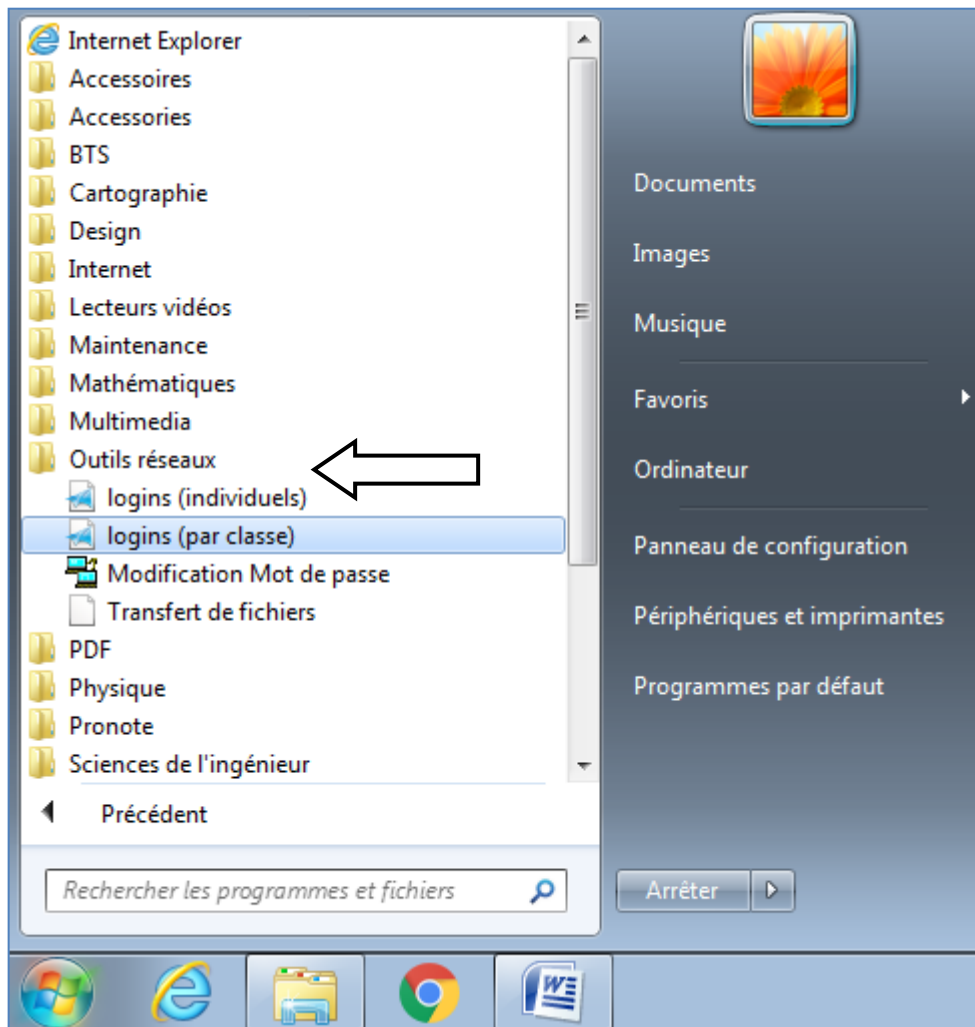 Internet Explorer
Accessoires
Accessories
BTS
Cartographie
Design
Internet
Lecteurs vidéos
Maintenance
Mathématiques
Multimedia
Outils réseaux
logins (individuels)
logins (par classe)
Modification Mot de passe
Transfert de fichiers
PDF
Physique
Pronote
Sciences de l'ingénieur
Précédent
Rechercher les programmes et fichiers
Documents
Images
Musique
Favoris
Ordinateur
Panneau de configuration
Périphériques et imprimantes
Programmes par défaut
Arrêter